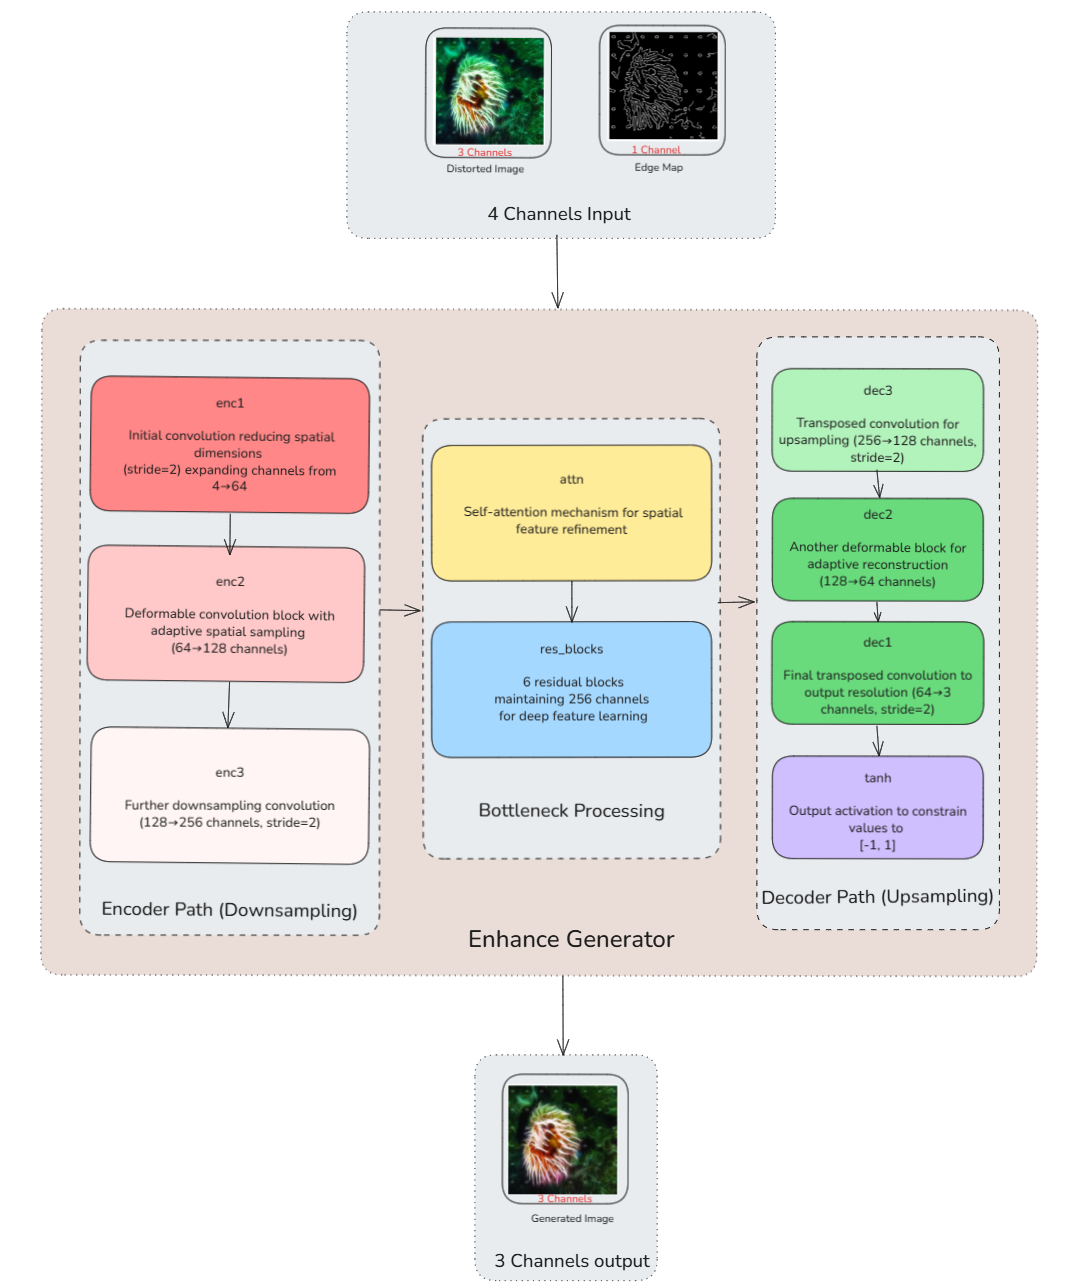 3 Channels
Distorted Image
1 Channel
Edge Map
4 Channels Input
enc1
Initial convolution reducing spatial
dimensions
(stride=2) expanding channels from
4→64
enc2
Deformable convolution block with
adaptive spatial sampling
(64→128 channels)
enc3
Further downsampling convolution
(128→256 channels, stride=2)
Encoder Path (Downsampling)
attn
Self-attention mechanism for spatial
feature refinement
res_blocks
6 residual blocks
maintaining 256 channels
for deep feature learning
Bottleneck Processing
dec3
Transposed convolution for
upsampling (256→128 channels,
stride=2)
dec2
Another deformable block for
adaptive reconstruction
(128→64 channels)
dec1
Final transposed convolution to
output resolution (64→3
channels, stride=2)
tanh
Output activation to constrain
values to
[-1, 1]
Decoder Path (Upsampling)
Enhance Generator
3 Channels
Generated Image
3 Channels output